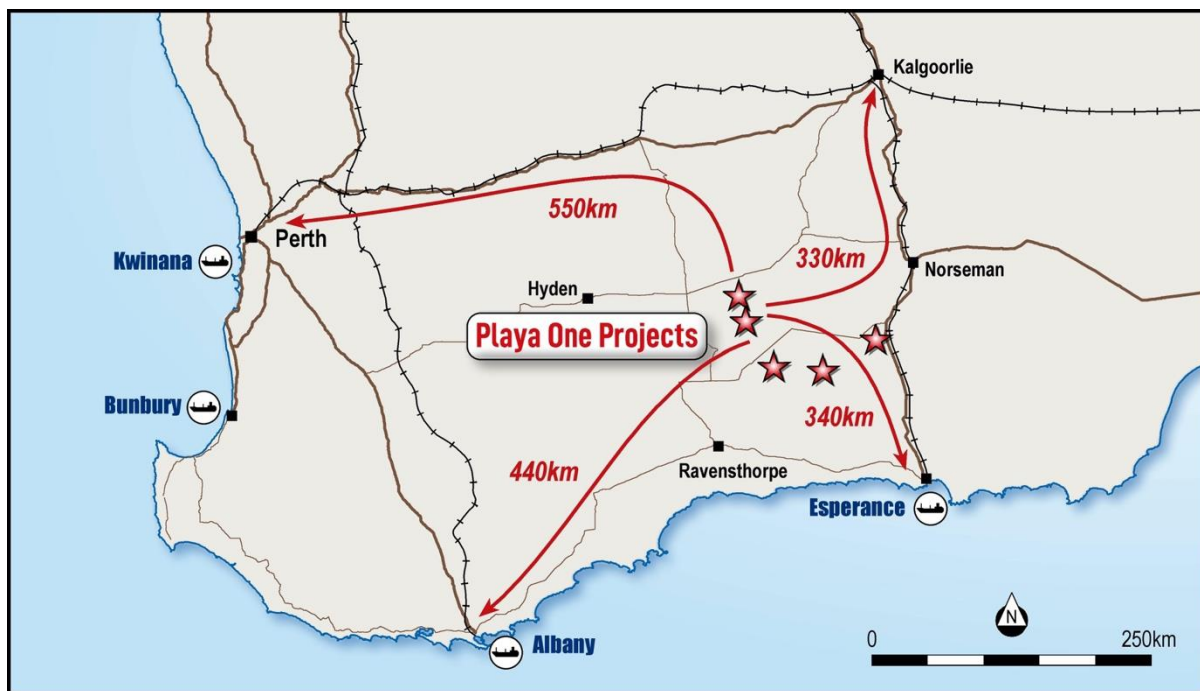 Kalgoorlie
550km
Perth
Kwinana
330km
Norseman
Hyden
Playa One Projects
Bunbury
340km
440km
Ravensthorpe
Esperance
Albany
N
0
250km